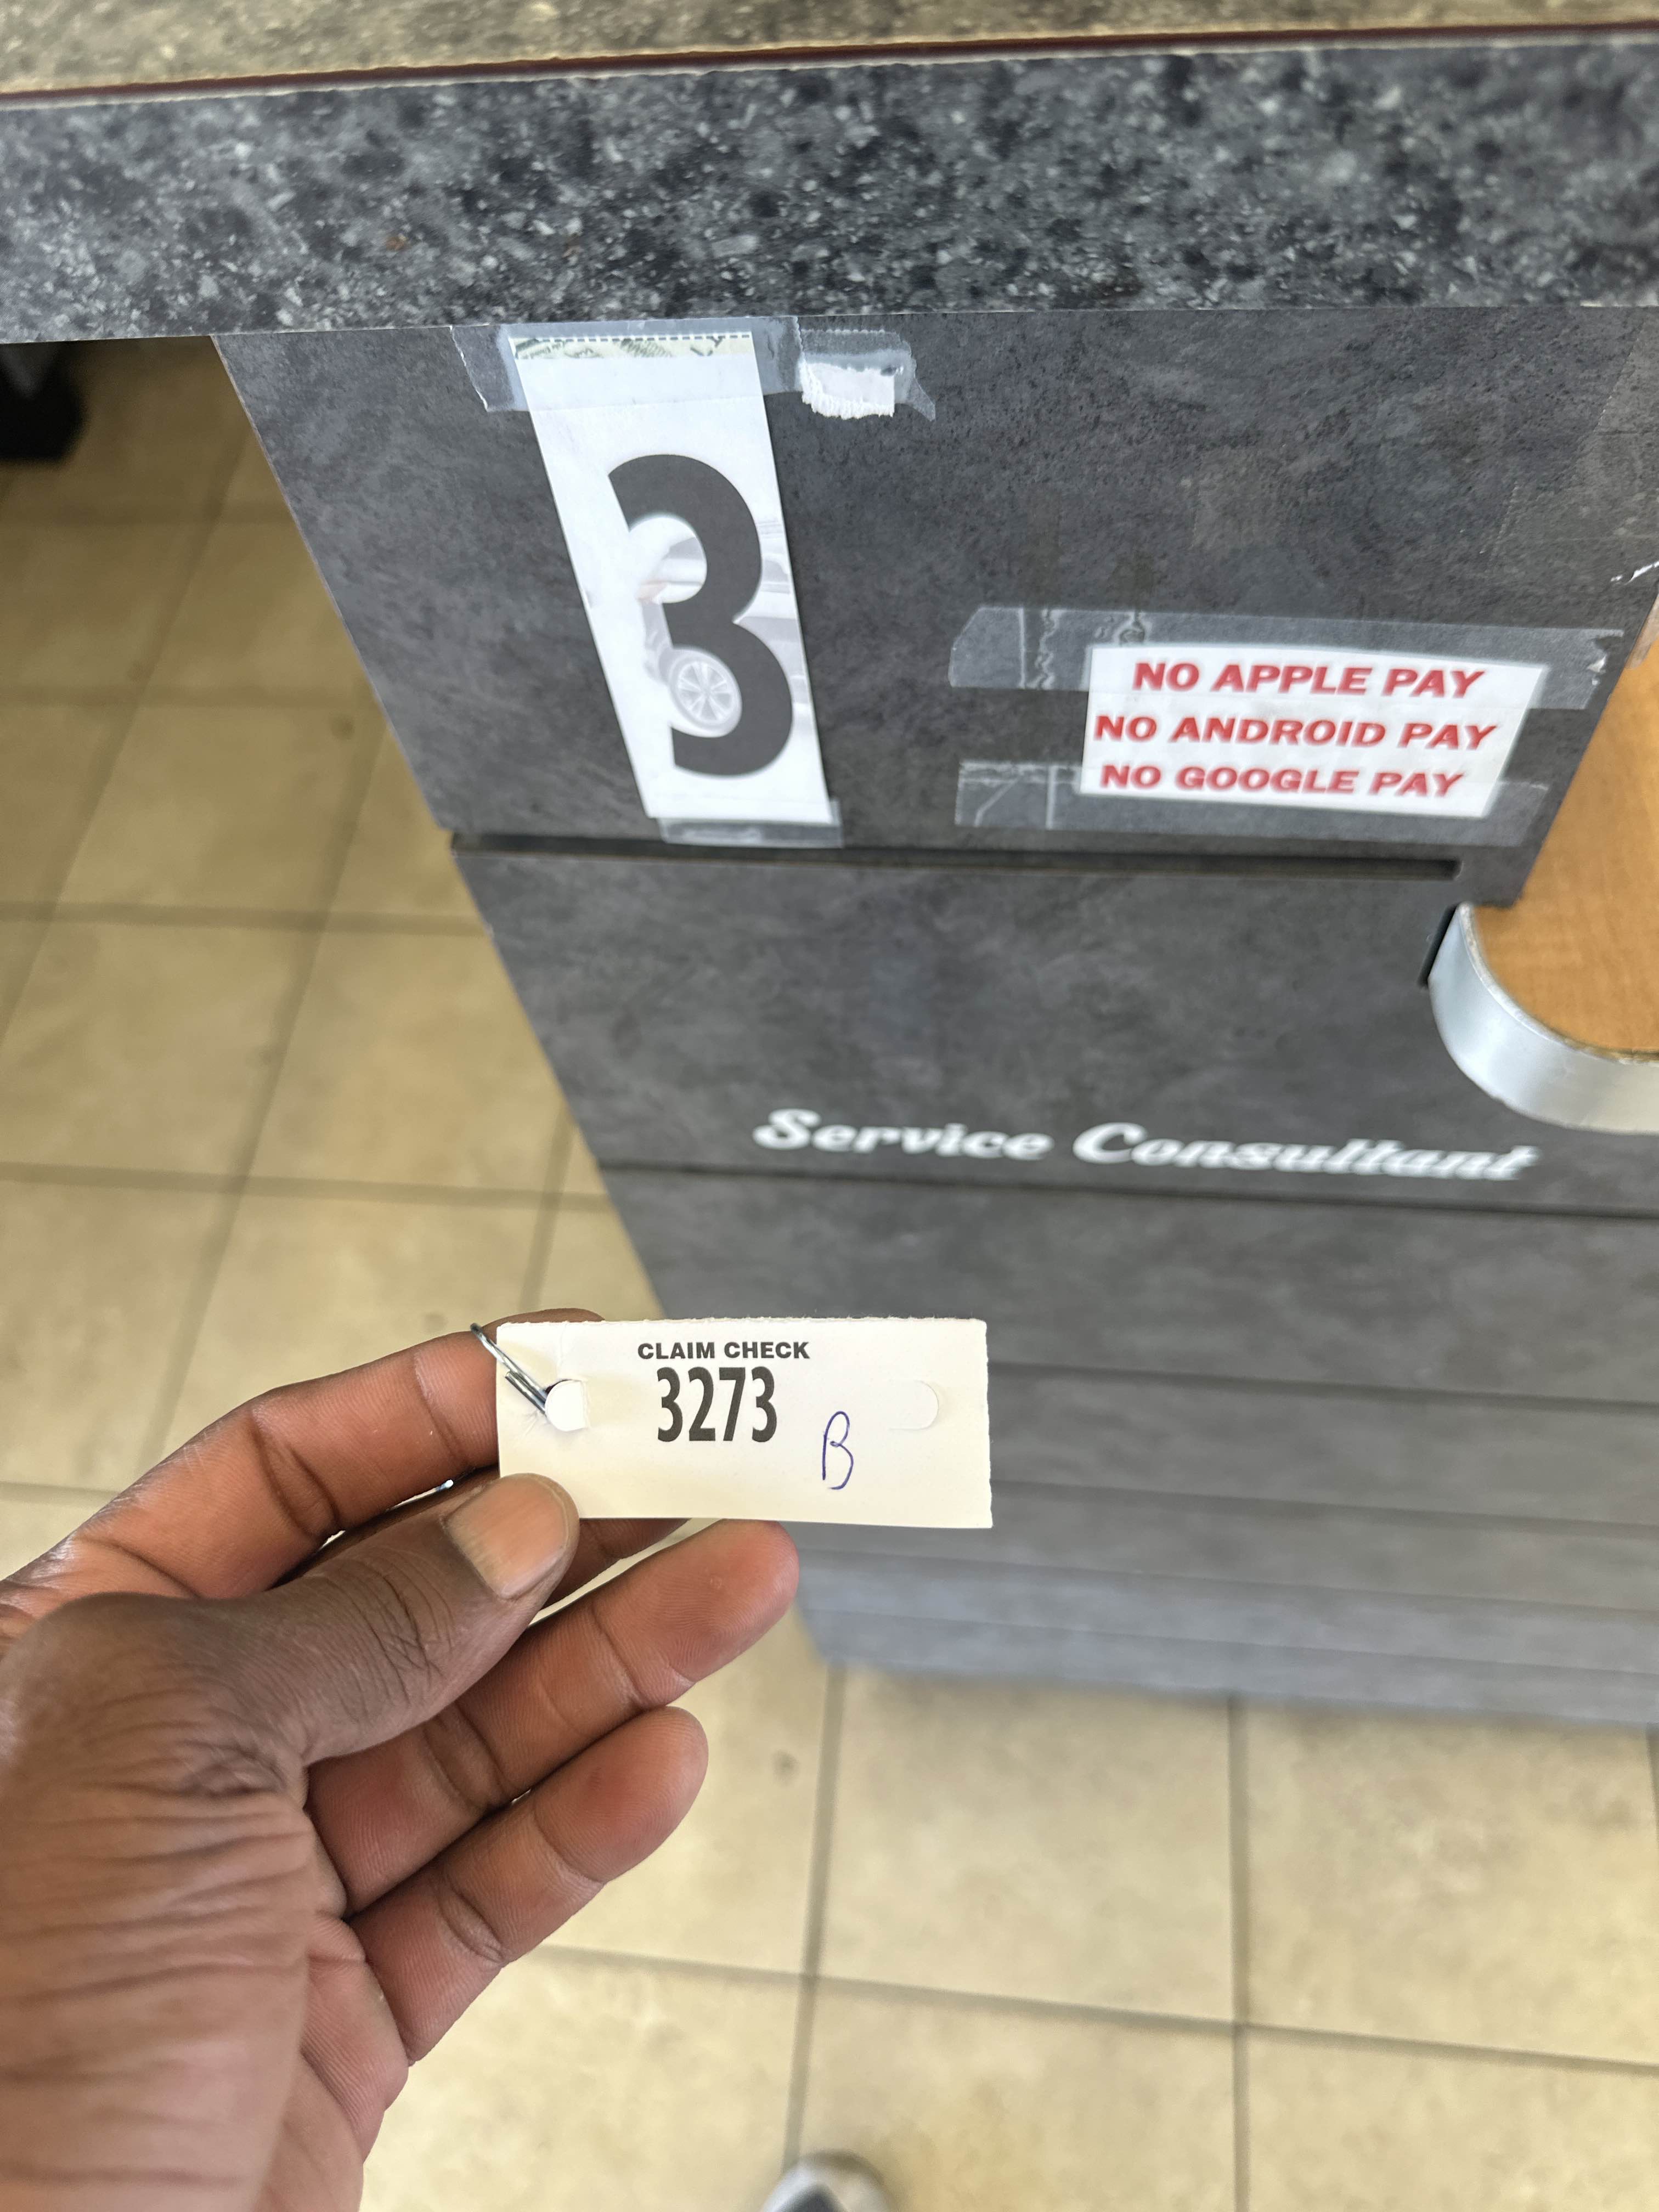 3
NO APPLE PAY
NO ANDROID PAY
NO GOOGLE PAY
Service Consultant
CLAIM CHECK
3273
B